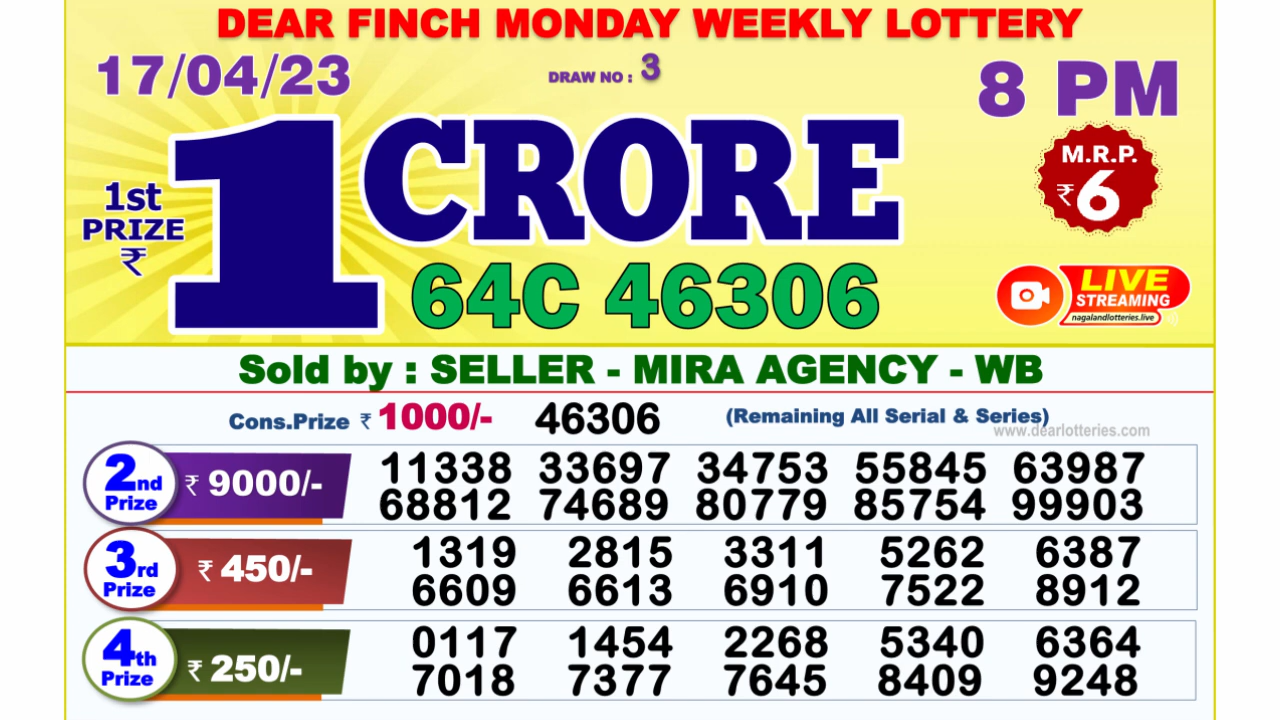 DEAR FINCH MONDAY WEEKLY LOTTERY
17/04/23 DRAW NO : 3 8 PM
1st PRIZE ₹ 1 CRORE
M.R.P. ₹ 6
64C 46306
LIVE STREAMING
nagalandlotteries.live
Sold by : SELLER - MIRA AGENCY - WB
Cons.Prize ₹ 1000/- 46306 (Remaining All Serial & Series)
www.dearlotteries.com
2nd Prize ₹ 9000/- 11338 33697 34753 55845 63987
68812 74689 80779 85754 99903
3rd Prize ₹ 450/- 1319 2815 3311 5262 6387
6609 6613 6910 7522 8912
4th Prize ₹ 250/- 0117 1454 2268 5340 6364
7018 7377 7645 8409 9248